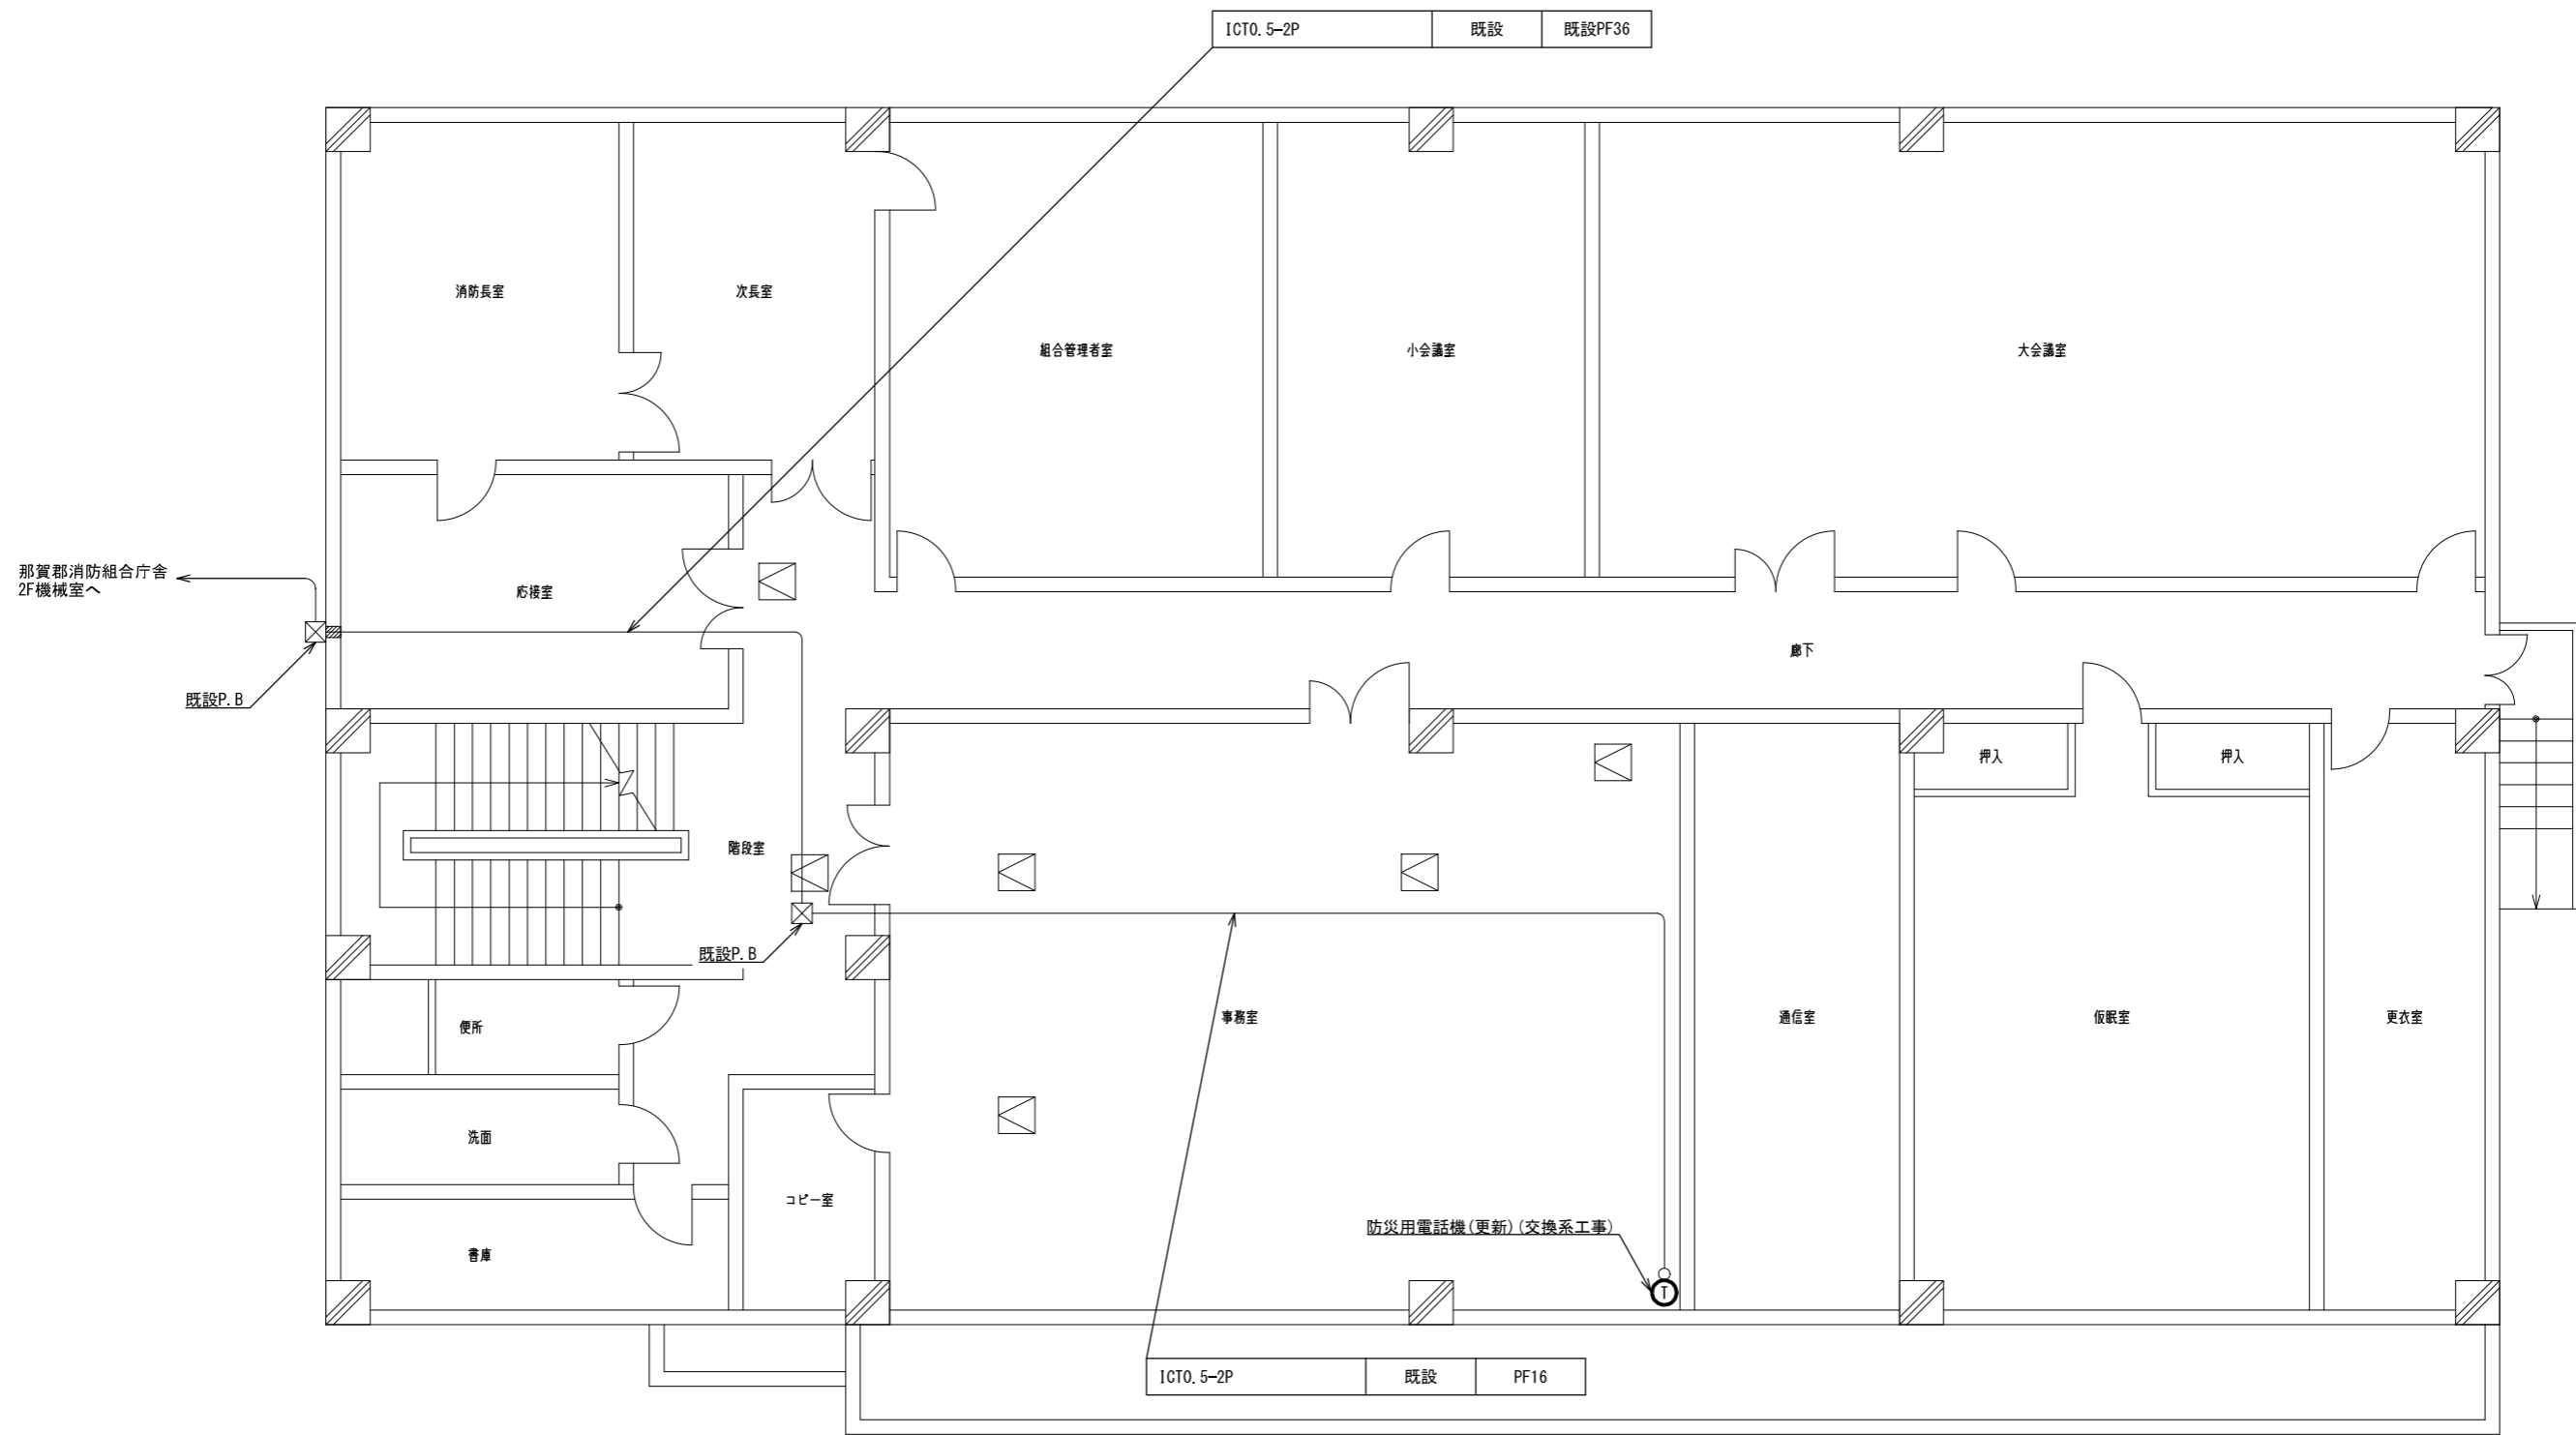 ICT0.5-2P 既設 既設PF36
消防長室
次長室
組合管理者室
小会議室
大会議室
那賀郡消防組合庁舎
2F機械室へ
応接室
廊下
既設P.B
押入
押入
階段室
既設P.B
便所
事務室
通信室
仮眠室
更衣室
洗面
コピー室
防災用電話機(更新)(交換系工事)
書庫
T
ICT0.5-2P 既設 PF16